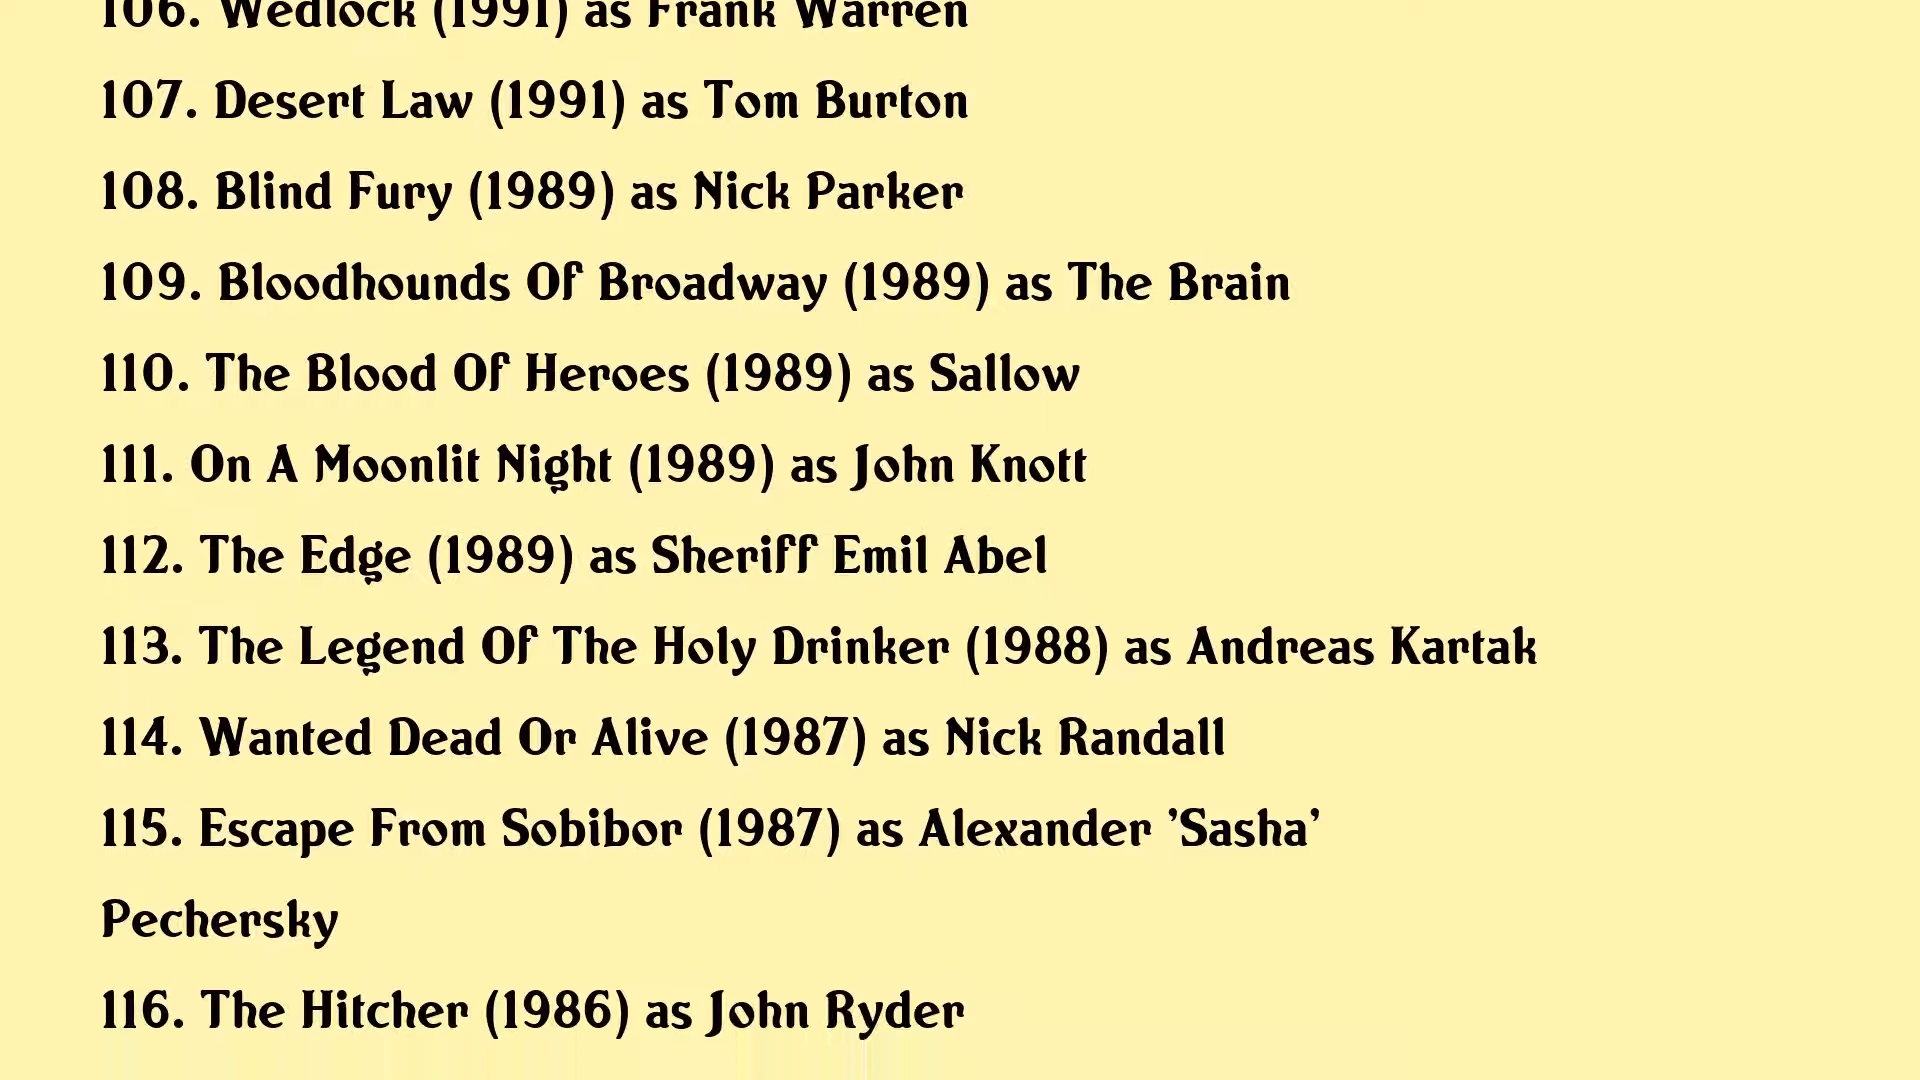 106. Wedlock (1991) as Frank Warren
107. Desert Law (1991) as Tom Burton
108. Blind Fury (1989) as Nick Parker
109. Bloodhounds Of Broadway (1989) as The Brain
110. The Blood Of Heroes (1989) as Sallow
111. On A Moonlit Night (1989) as John Knott
112. The Edge (1989) as Sheriff Emil Abel
113. The Legend Of The Holy Drinker (1988) as Andreas Kartak
114. Wanted Dead Or Alive (1987) as Nick Randall
115. Escape From Sobibor (1987) as Alexander 'Sasha'
Pechersky
116. The Hitcher (1986) as John Ryder